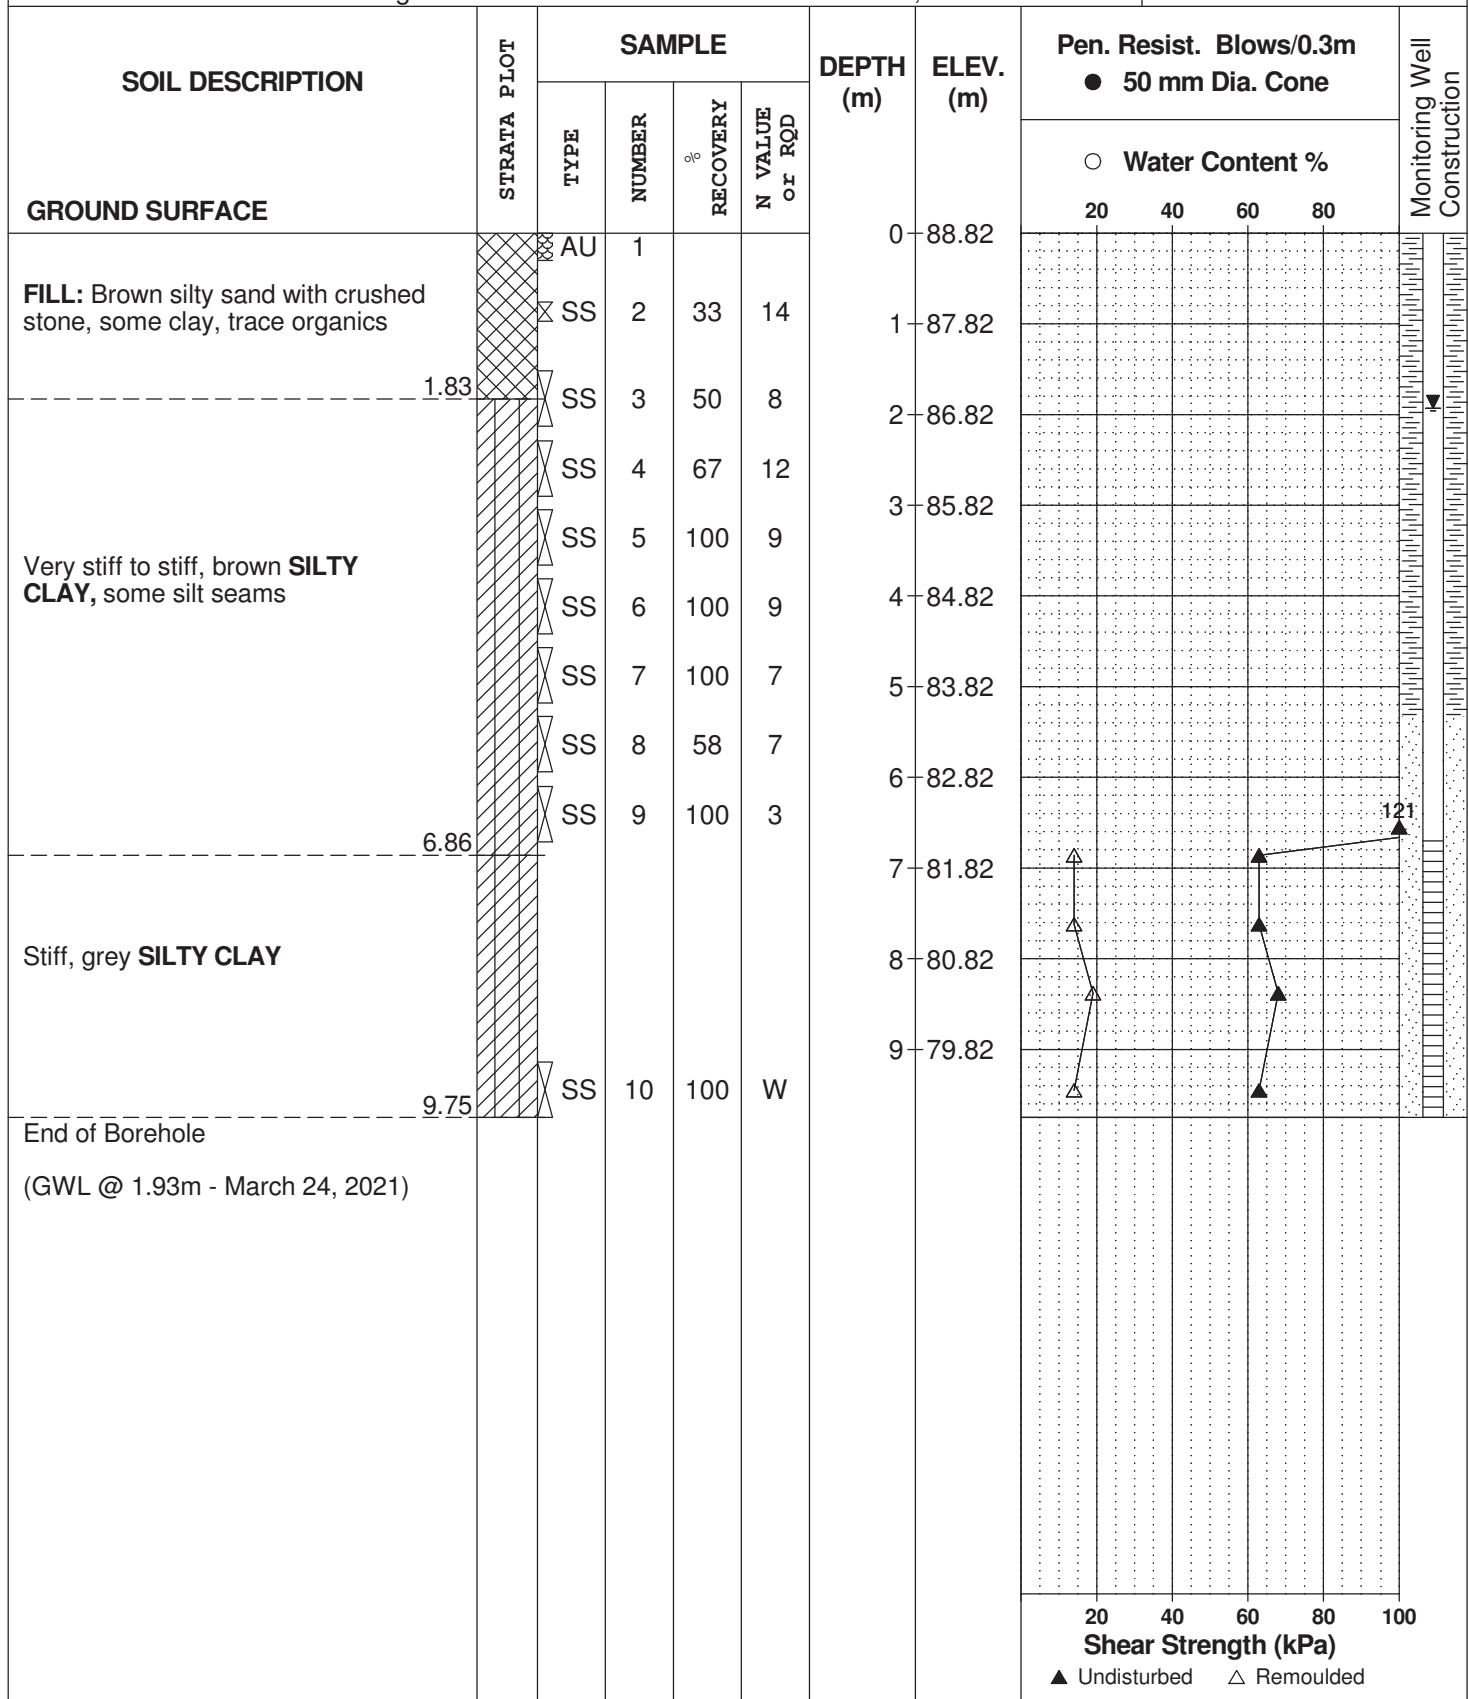 SOIL DESCRIPTION
GROUND SURFACE
STRATA PLOT
SAMPLE
TYPE
NUMBER
% RECOVERY
N VALUE or RQD
DEPTH (m)
ELEV. (m)
Pen. Resist. Blows/0.3m
● 50 mm Dia. Cone
○ Water Content %
20 40 60 80
Monitoring Well Construction
0 88.82
AU 1
FILL: Brown silty sand with crushed
stone, some clay, trace organics
SS 2 33 14
1 87.82
1.83
SS 3 50 8
2 86.82
SS 4 67 12
3 85.82
SS 5 100 9
Very stiff to stiff, brown SILTY
CLAY, some silt seams
4 84.82
SS 6 100 9
SS 7 100 7
5 83.82
SS 8 58 7
6 82.82
SS 9 100 3
121
6.86
7 81.82
Stiff, grey SILTY CLAY
8 80.82
9 79.82
SS 10 100 W
9.75
End of Borehole
(GWL @ 1.93m - March 24, 2021)
20 40 60 80 100
Shear Strength (kPa)
▲ Undisturbed △ Remoulded